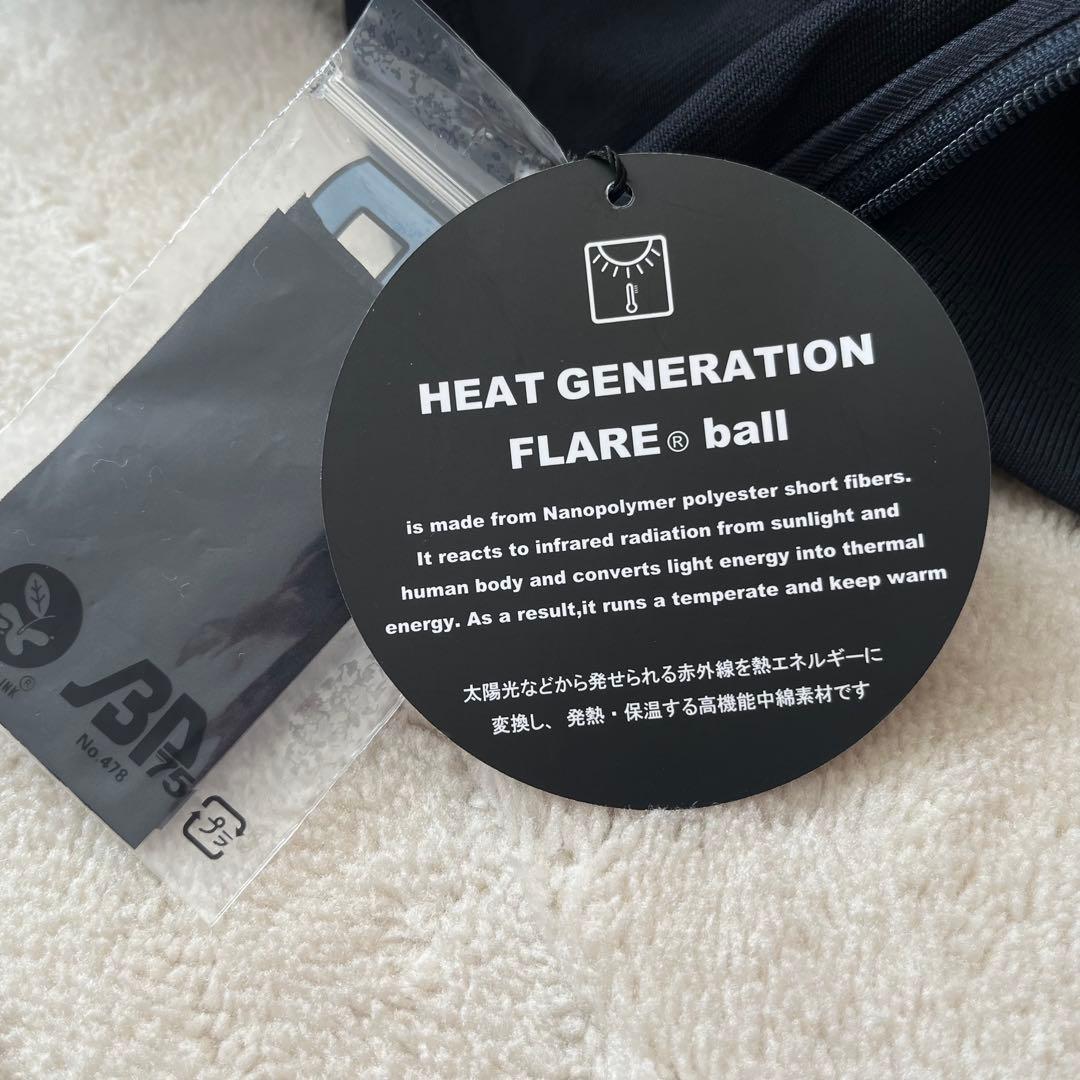 HEAT GENERATION
FLARE® ball
is made from Nanopolymer polyester short fibers.
It reacts to infrared radiation from sunlight and
human body and converts light energy into thermal
energy. As a result,it runs a temperate and keep warm
太陽光などから発せられる赤外線を熱エネルギーに
変換し、発熱・保温する高機能中綿素材です
INK®
No.478
75
プラ